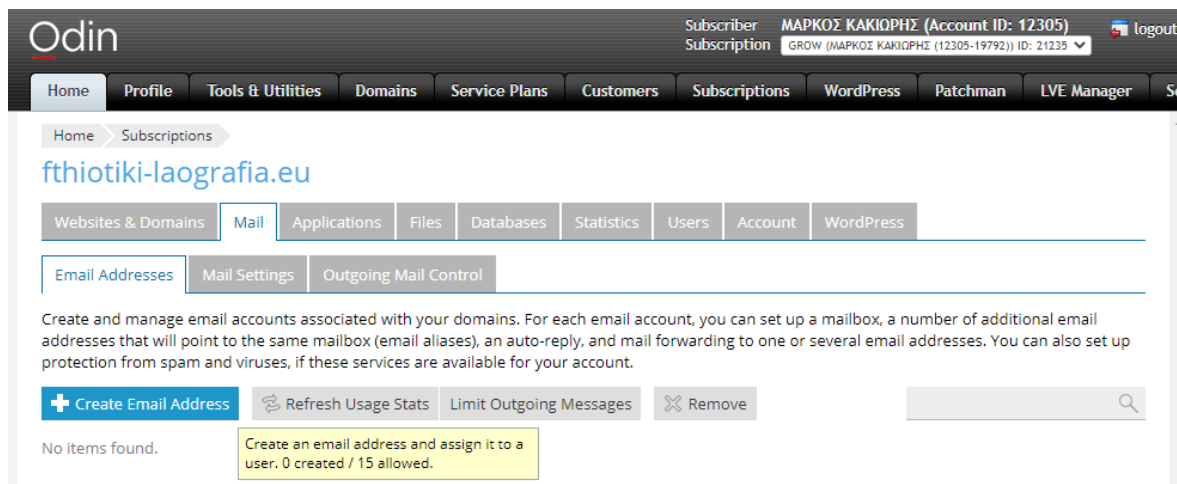 Odin
Subscriber ΜΑΡΚΟΣ ΚΑΚΙΩΡΗΣ (Account ID: 12305) logout
Subscription GROW (ΜΑΡΚΟΣ ΚΑΚΙΩΡΗΣ (12305-19792)) ID: 21235
Home Profile Tools & Utilities Domains Service Plans Customers Subscriptions WordPress Patchman LVE Manager
Home Subscriptions
fthiotiki-laografia.eu
Websites & Domains Mail Applications Files Databases Statistics Users Account WordPress
Email Addresses Mail Settings Outgoing Mail Control
Create and manage email accounts associated with your domains. For each email account, you can set up a mailbox, a number of additional email
addresses that will point to the same mailbox (email aliases), an auto-reply, and mail forwarding to one or several email addresses. You can also set up
protection from spam and viruses, if these services are available for your account.
Create Email Address Refresh Usage Stats Limit Outgoing Messages Remove
No items found.
Create an email address and assign it to a
user. 0 created / 15 allowed.